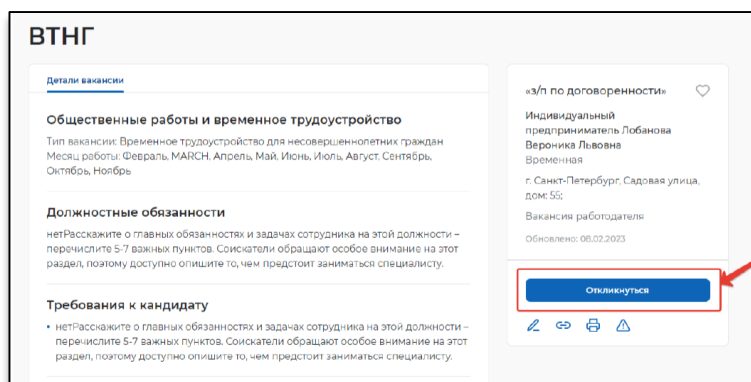 ВТНГ
Детали вакансии
Общественные работы и временное трудоустройство
Тип вакансии: Временное трудоустройство для несовершеннолетних граждан
Месяц работы: Февраль, MARCH, Апрель, Май, Июнь, Июль, Август, Сентябрь,
Октябрь, Ноябрь
Должностные обязанности
нетРасскажите о главных обязанностях и задачах сотрудника на этой должности –
перечислите 5-7 важных пунктов. Соискатели обращают особое внимание на этот
раздел, поэтому доступно опишите то, чем предстоит заниматься специалисту.
Требования к кандидату
• нетРасскажите о главных обязанностях и задачах сотрудника на этой должности –
перечислите 5-7 важных пунктов. Соискатели обращают особое внимание на этот
раздел, поэтому доступно опишите то, чем предстоит заниматься специалисту.
«з/п по договоренности»
Индивидуальный
предприниматель Лобанова
Вероника Львовна
Временная
г. Санкт-Петербург, Садовая улица,
дом: 55;
Вакансия работодателя
Обновлено: 08.02.2023
Откликнуться